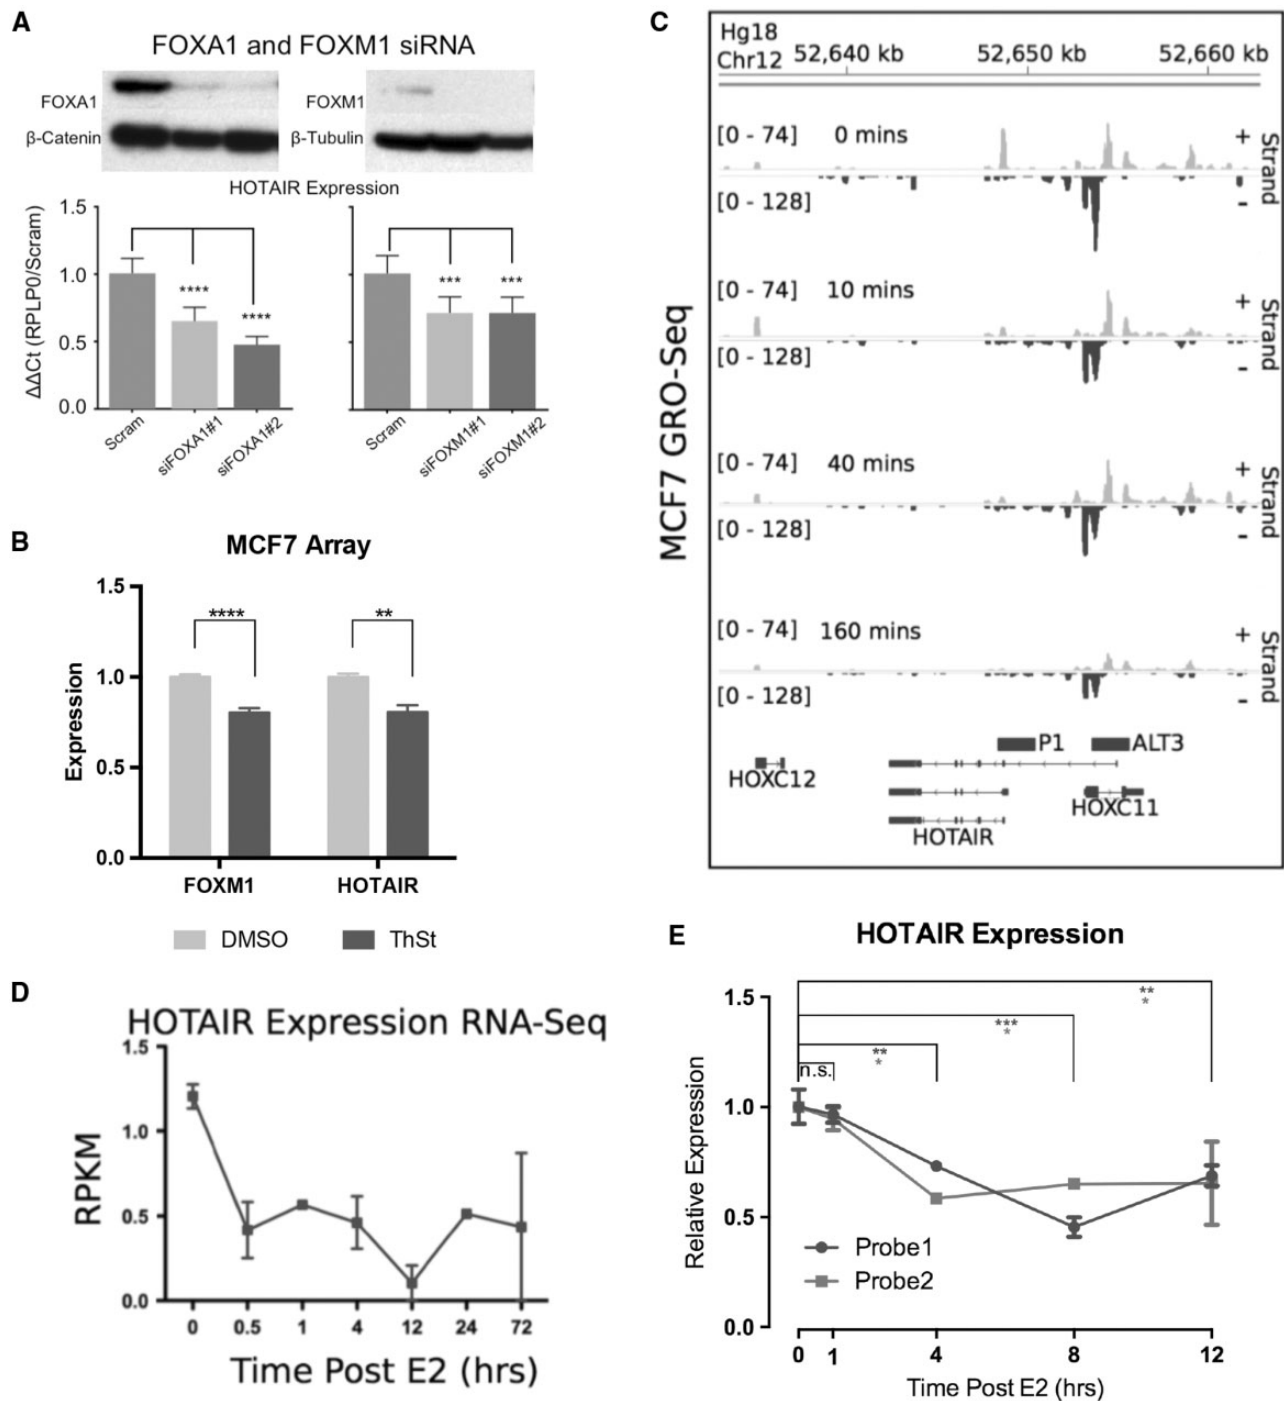 A
FOXA1 and FOXM1 siRNA
FOXA1
FOXM1
β-Catenin
β-Tubulin
HOTAIR Expression
ΔΔCt (RPLP0/Scram)
1.5
1.0
0.5
0.0
****
****
***
***
Scram
siFOXA1#1
siFOXA1#2
Scram
siFOXM1#1
siFOXM1#2
B
MCF7 Array
Expression
1.5
1.0
0.5
0.0
****
**
FOXM1
HOTAIR
DMSO
ThSt
C
MCF7 GRO-Seq
Hg18
Chr12
52,640 kb
52,650 kb
52,660 kb
[0 - 74]
0 mins
+
Strand
[0 - 128]
-
[0 - 74]
10 mins
+
Strand
[0 - 128]
-
[0 - 74]
40 mins
+
Strand
[0 - 128]
-
[0 - 74]
160 mins
+
Strand
[0 - 128]
-
P1
ALT3
HOXC12
HOXC11
HOTAIR
D
HOTAIR Expression RNA-Seq
RPKM
1.5
1.0
0.5
0.0
0
0.5
1
4
12
24
72
Time Post E2 (hrs)
E
HOTAIR Expression
Relative Expression
1.5
1.0
0.5
0.0
n.s.
**
*
***
*
**
*
Probe1
Probe2
0
1
4
8
12
Time Post E2 (hrs)